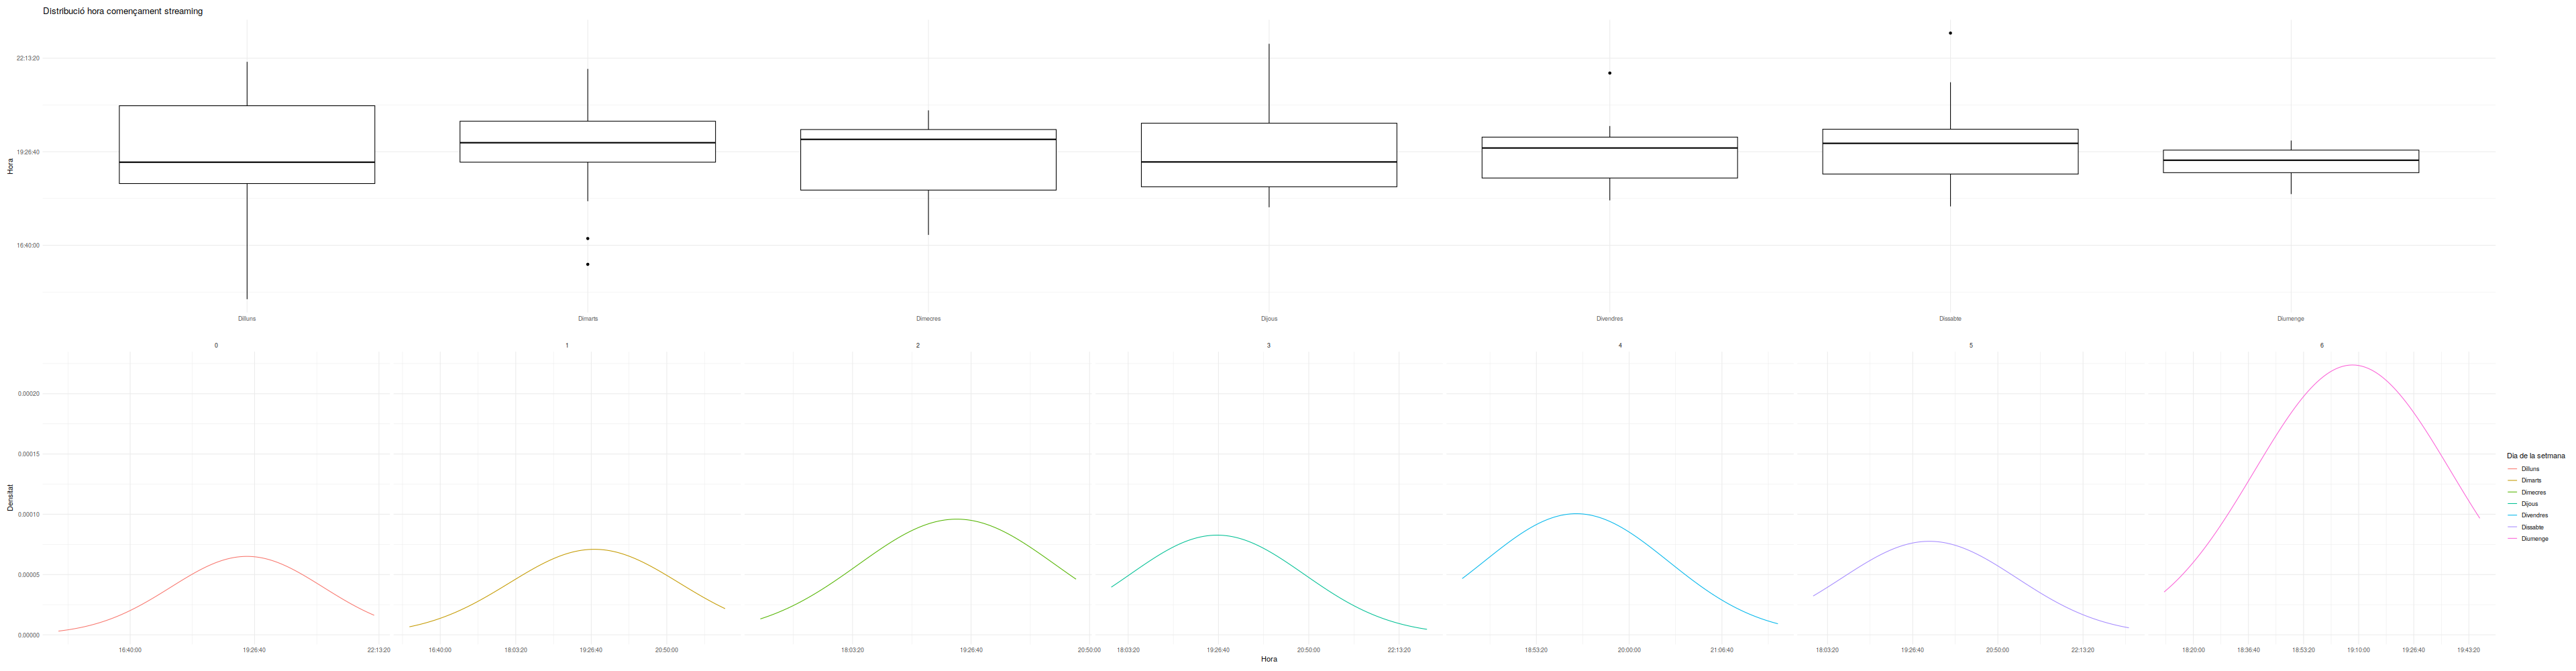 Distribució hora començament streaming
Hora
22:13:20
19:26:40
16:40:00
Dilluns Dimarts Dimecres Dijous Divendres Dissabte Diumenge
0 1 2 3 4 5 6
Densitat
0.00020
0.00015
0.00010
0.00005
0.00000
16:40:00 19:26:40 22:13:20 16:40:00 18:03:20 19:26:40 20:50:00 18:03:20 19:26:40 20:50:00 18:03:20 19:26:40 20:50:00 22:13:20 18:53:20 20:00:00 21:06:40 18:03:20 19:26:40 20:50:00 22:13:20 18:20:00 18:36:40 18:53:20 19:10:00 19:26:40 19:43:20
Hora
Dia de la setmana
Dilluns
Dimarts
Dimecres
Dijous
Divendres
Dissabte
Diumenge